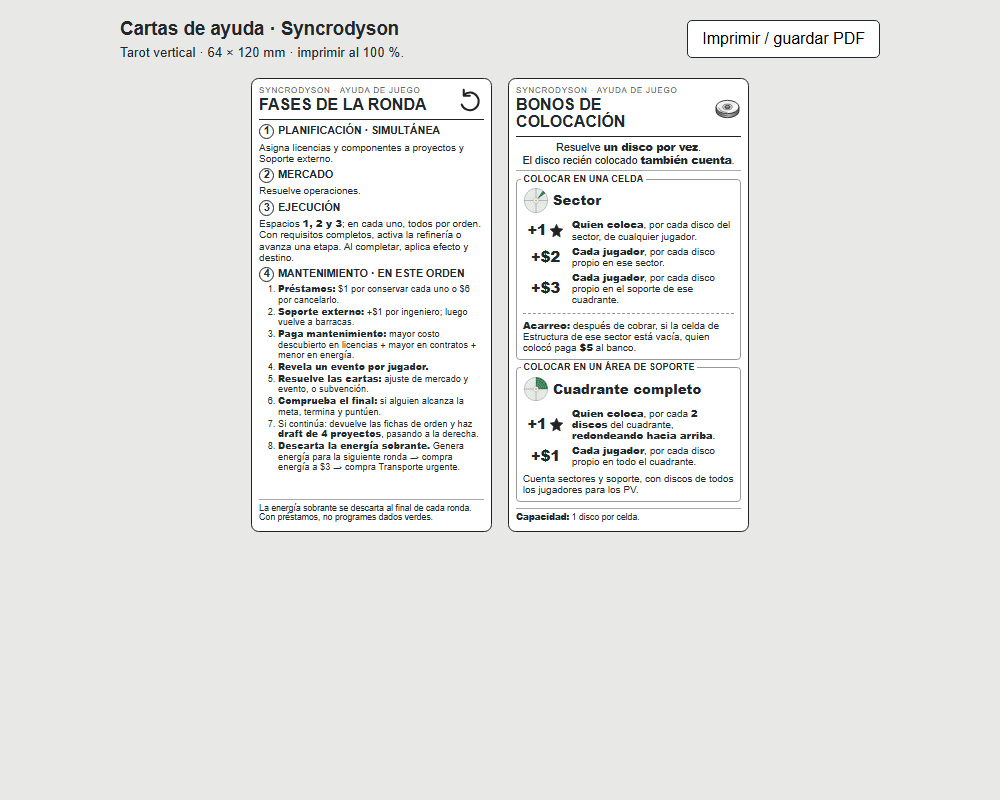 Cartas de ayuda · Syncrodyson
Tarot vertical · 64 × 120 mm · imprimir al 100 %.
Imprimir / guardar PDF
SYNCRODYSON · AYUDA DE JUEGO
FASES DE LA RONDA
1 PLANIFICACIÓN · SIMULTÁNEA
Asigna licencias y componentes a proyectos y
Soporte externo.
2 MERCADO
Resuelve operaciones.
3 EJECUCIÓN
Espacios 1, 2 y 3; en cada uno, todos por orden.
Con requisitos completos, activa la refinería o
avanza una etapa. Al completar, aplica efecto y
destino.
4 MANTENIMIENTO · EN ESTE ORDEN
1. Préstamos: $1 por conservar cada uno o $6
por cancelarlo.
2. Soporte externo: +$1 por ingeniero; luego
vuelve a barracas.
3. Paga mantenimiento: mayor costo
descubierto en licencias + mayor en contratos +
menor en energía.
4. Revela un evento por jugador.
5. Resuelve las cartas: ajuste de mercado y
evento, o subvención.
6. Comprueba el final: si alguien alcanza la
meta, termina y puntúen.
7. Si continúa: devuelve las fichas de orden y haz
draft de 4 proyectos, pasando a la derecha.
8. Descarta la energía sobrante. Genera
energía para la siguiente ronda → compra
energía a $3 → compra Transporte urgente.
La energía sobrante se descarta al final de cada ronda.
Con préstamos, no programes dados verdes.
SYNCRODYSON · AYUDA DE JUEGO
BONOS DE
COLOCACIÓN
Resuelve un disco por vez.
El disco recién colocado también cuenta.
COLOCAR EN UNA CELDA
Sector
+1 ★ Quien coloca, por cada disco del
sector, de cualquier jugador.
+$2 Cada jugador, por cada disco
propio en ese sector.
+$3 Cada jugador, por cada disco
propio en el soporte de ese
cuadrante.
Acarreo: después de cobrar, si la celda de
Estructura de ese sector está vacía, quien
colocó paga $5 al banco.
COLOCAR EN UN ÁREA DE SOPORTE
Cuadrante completo
+1 ★ Quien coloca, por cada 2
discos del cuadrante,
redondeando hacia arriba.
+$1 Cada jugador, por cada disco
propio en todo el cuadrante.
Cuenta sectores y soporte, con discos de todos
los jugadores para los PV.
Capacidad: 1 disco por celda.